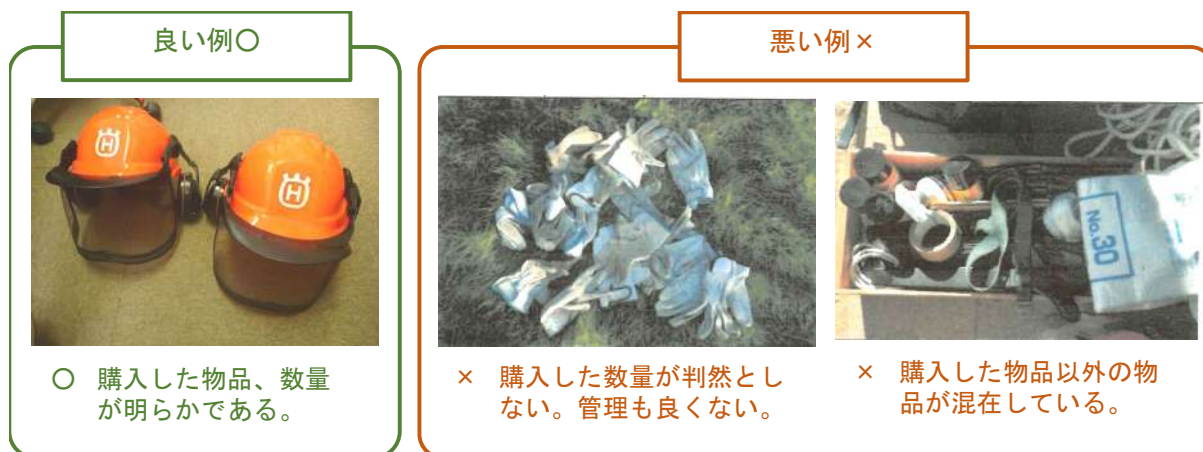 良い例〇
悪い例×
H
H
No.30
〇 購入した物品、数量
が明らかである。
× 購入した数量が判然とし
ない。管理も良くない。
× 購入した物品以外の物
品が混在している。